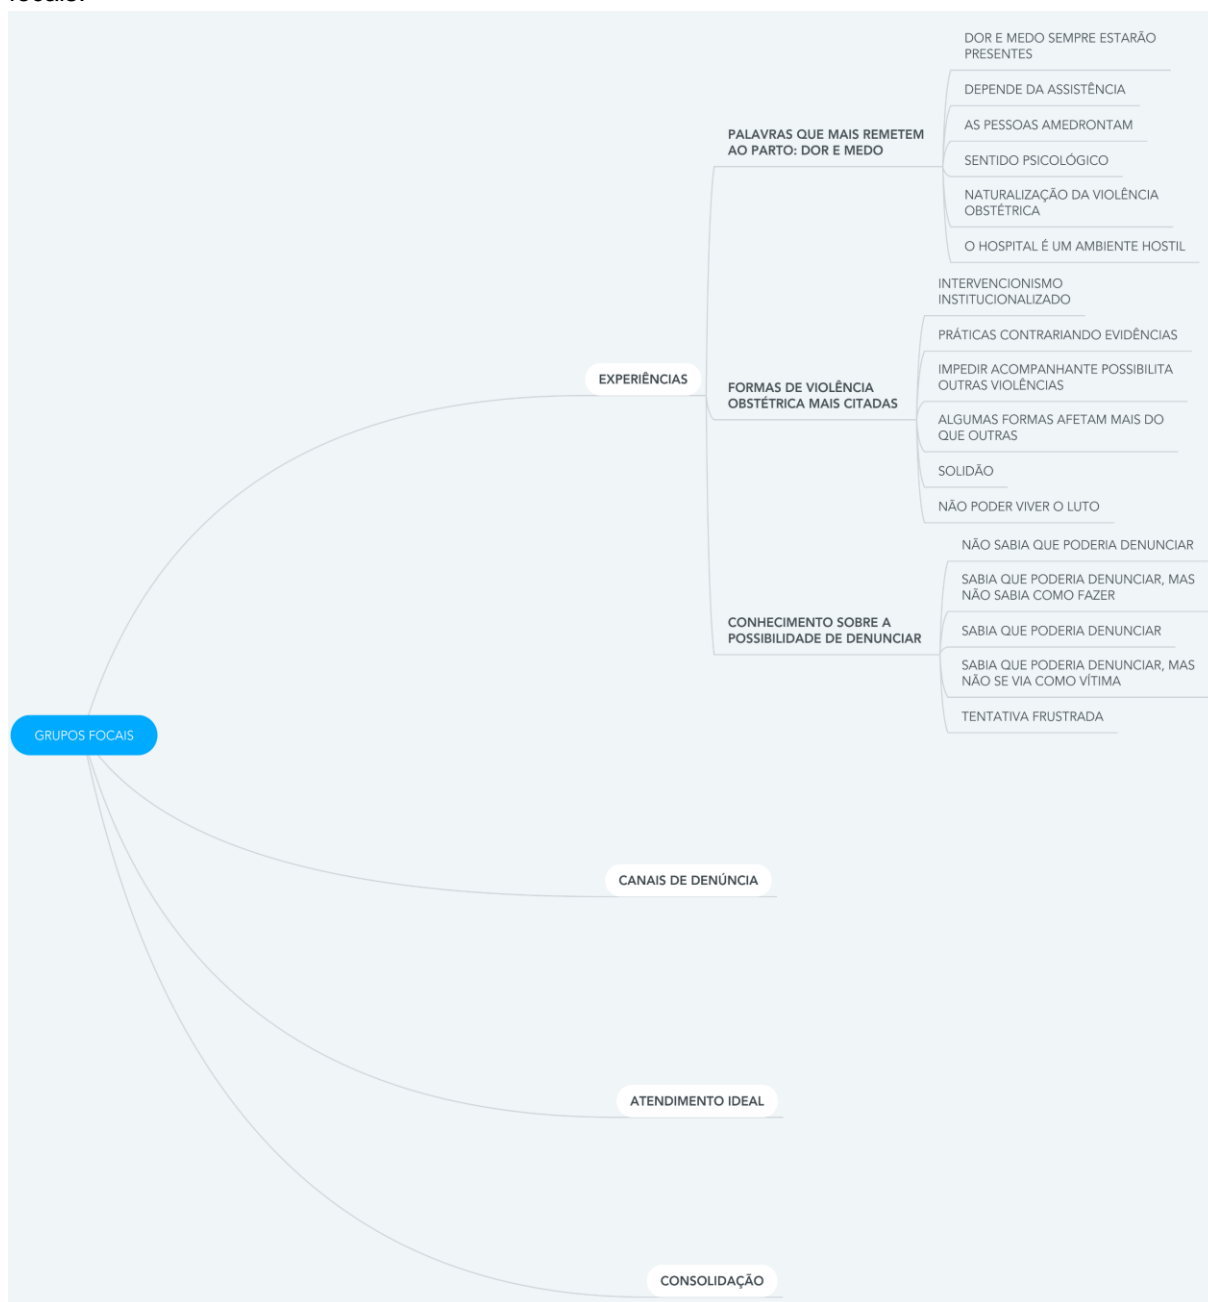 focais.
DOR E MEDO SEMPRE ESTARÃO
PRESENTES
DEPENDE DA ASSISTÊNCIA
PALAVRAS QUE MAIS REMETEM
AO PARTO: DOR E MEDO
AS PESSOAS AMEDRONTAM
SENTIDO PSICOLÓGICO
NATURALIZAÇÃO DA VIOLÊNCIA
OBSTÉTRICA
O HOSPITAL É UM AMBIENTE HOSTIL
INTERVENCIONISMO
INSTITUCIONALIZADO
PRÁTICAS CONTRARIANDO EVIDÊNCIAS
EXPERIÊNCIAS
FORMAS DE VIOLÊNCIA
OBSTÉTRICA MAIS CITADAS
IMPEDIR ACOMPANHANTE POSSIBILITA
OUTRAS VIOLÊNCIAS
ALGUMAS FORMAS AFETAM MAIS DO
QUE OUTRAS
SOLIDÃO
NÃO PODER VIVER O LUTO
NÃO SABIA QUE PODERIA DENUNCIAR
SABIA QUE PODERIA DENUNCIAR, MAS
NÃO SABIA COMO FAZER
CONHECIMENTO SOBRE A
POSSIBILIDADE DE DENUNCIAR
SABIA QUE PODERIA DENUNCIAR
SABIA QUE PODERIA DENUNCIAR, MAS
NÃO SE VIA COMO VÍTIMA
TENTATIVA FRUSTRADA
GRUPOS FOCAIS
CANAIS DE DENÚNCIA
ATENDIMENTO IDEAL
CONSOLIDAÇÃO